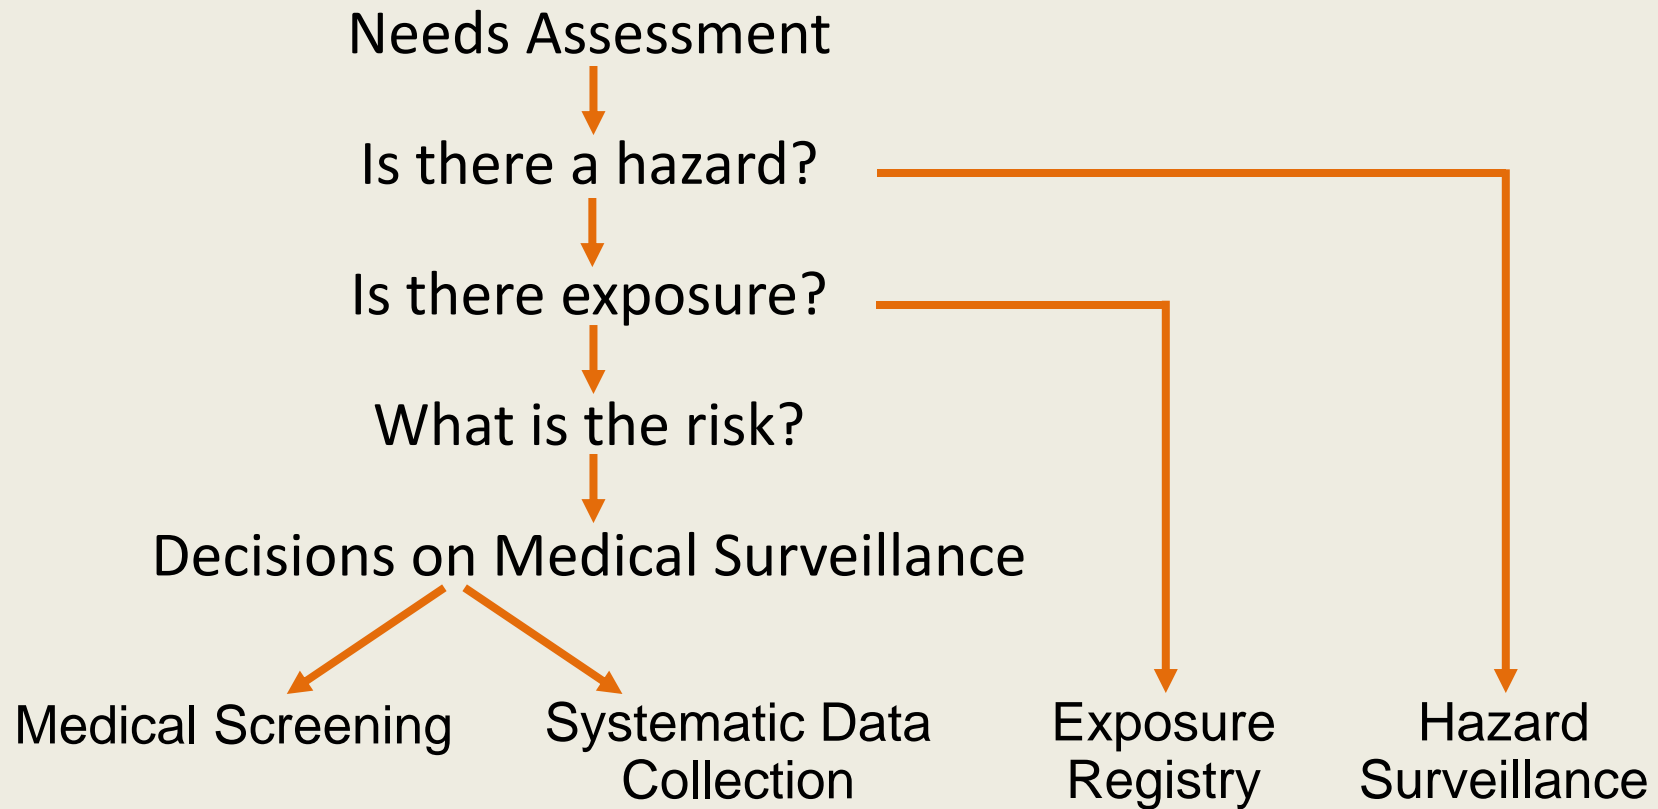 Needs Assessment
Is there a hazard?
Is there exposure?
What is the risk?
Decisions on Medical Surveillance
Medical Screening
Systematic Data
Collection
Exposure
Registry
Hazard
Surveillance